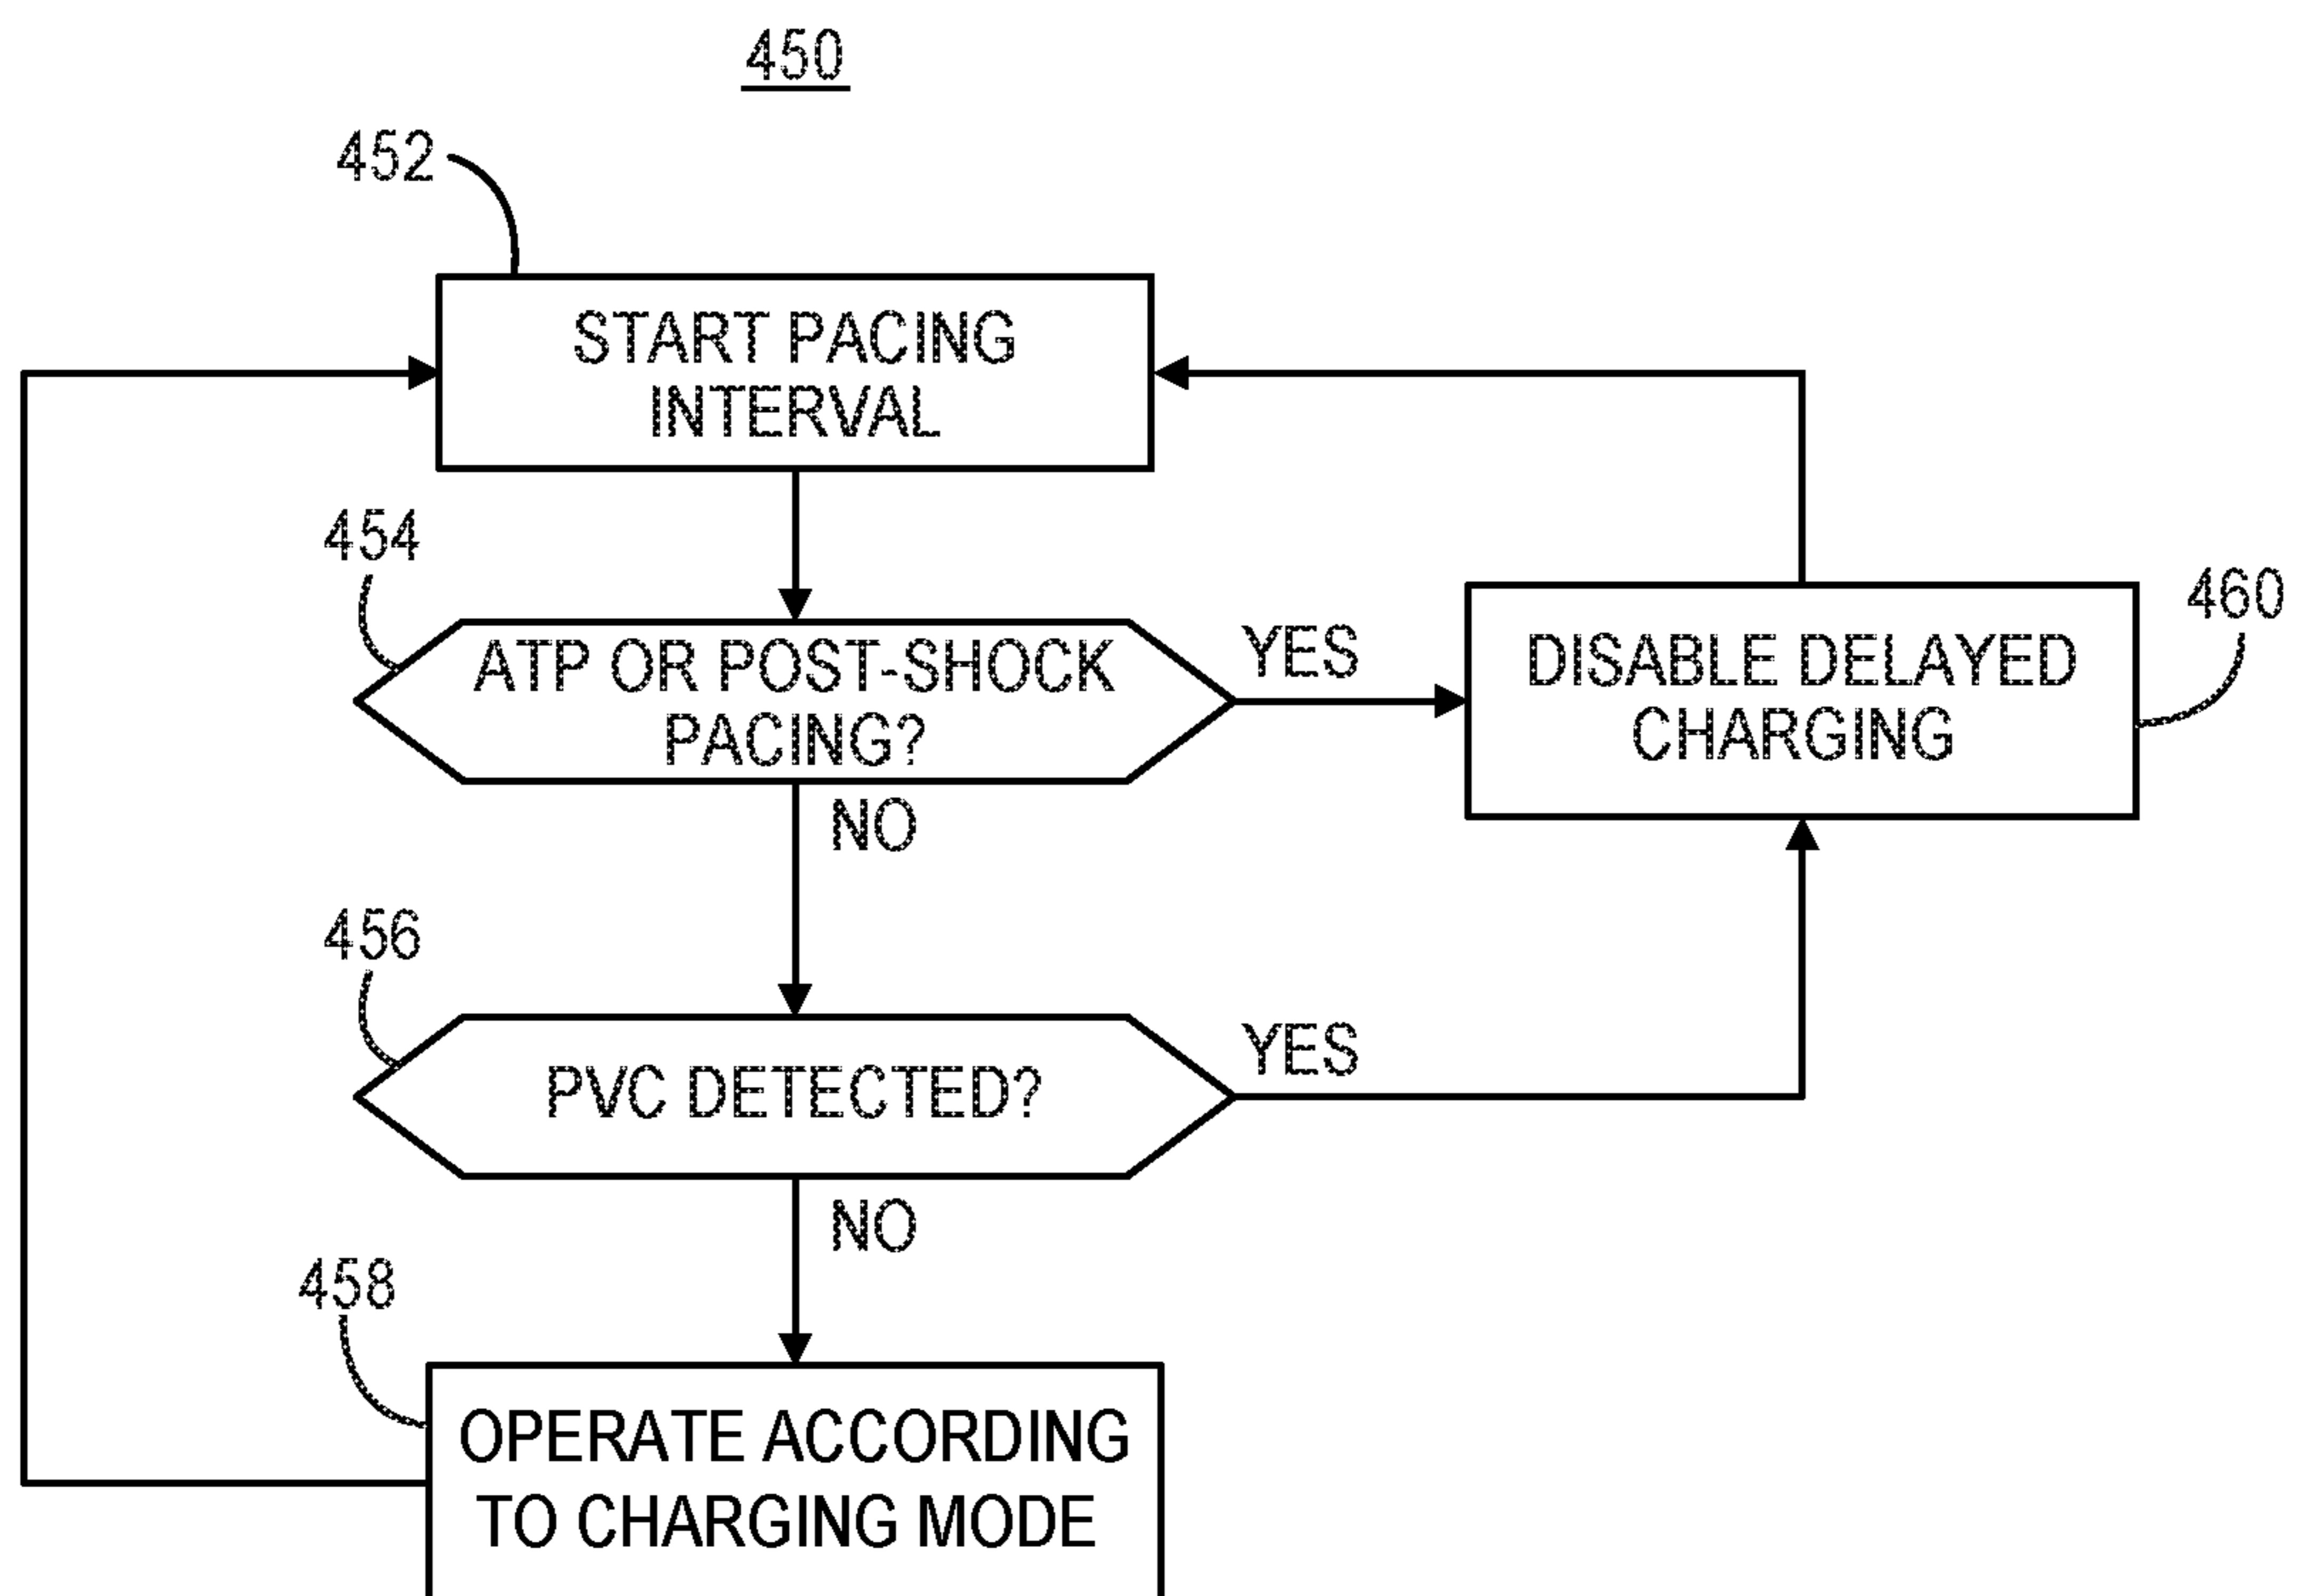 450
452
START PACING
INTERVAL
454
ATP OR POST-SHOCK
PACING?
YES
DISABLE DELAYED
CHARGING
460
NO
456
PVC DETECTED?
YES
NO
458
OPERATE ACCORDING
TO CHARGING MODE